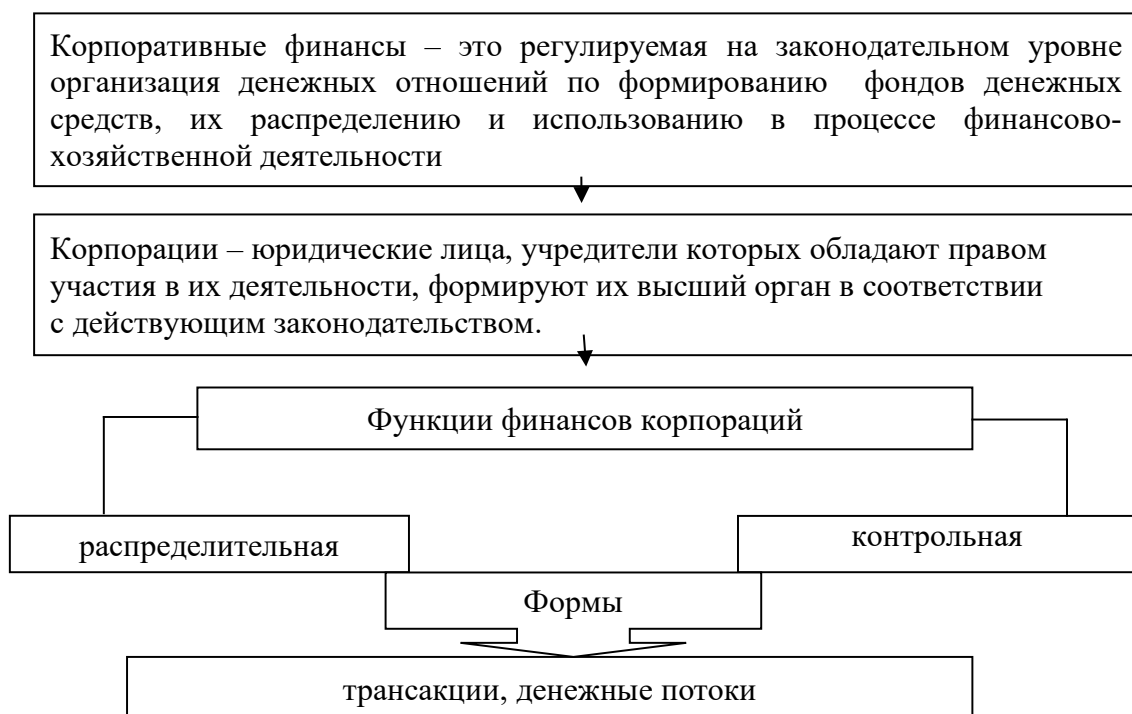 Корпоративные финансы – это регулируемая на законодательном уровне
организация денежных отношений по формированию фондов денежных
средств, их распределению и использованию в процессе финансово-
хозяйственной деятельности
Корпорации – юридические лица, учредители которых обладают правом
участия в их деятельности, формируют их высший орган в соответствии
с действующим законодательством.
Функции финансов корпораций
распределительная
контрольная
Формы
трансакции, денежные потоки